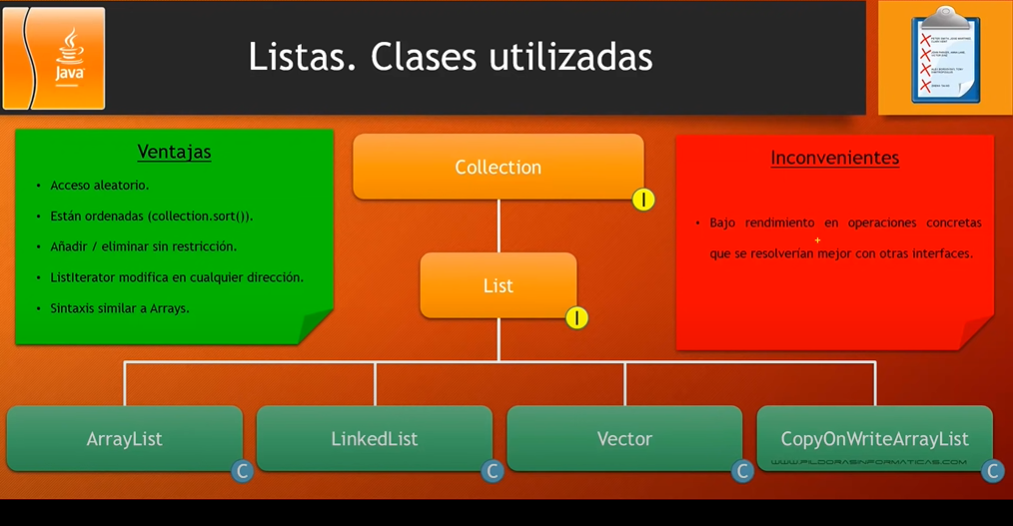 Java
Listas. Clases utilizadas
Ventajas
• Acceso aleatorio.
• Están ordenadas (collection.sort()).
• Añadir / eliminar sin restricción.
• ListIterator modifica en cualquier dirección.
• Sintaxis similar a Arrays.
Collection
I
List
I
Inconvenientes
• Bajo rendimiento en operaciones concretas
que se resolverían mejor con otras interfaces.
ArrayList
C
LinkedList
C
Vector
C
CopyOnWriteArrayList
WWW.PILDORASINFORMATICAS.COM
C